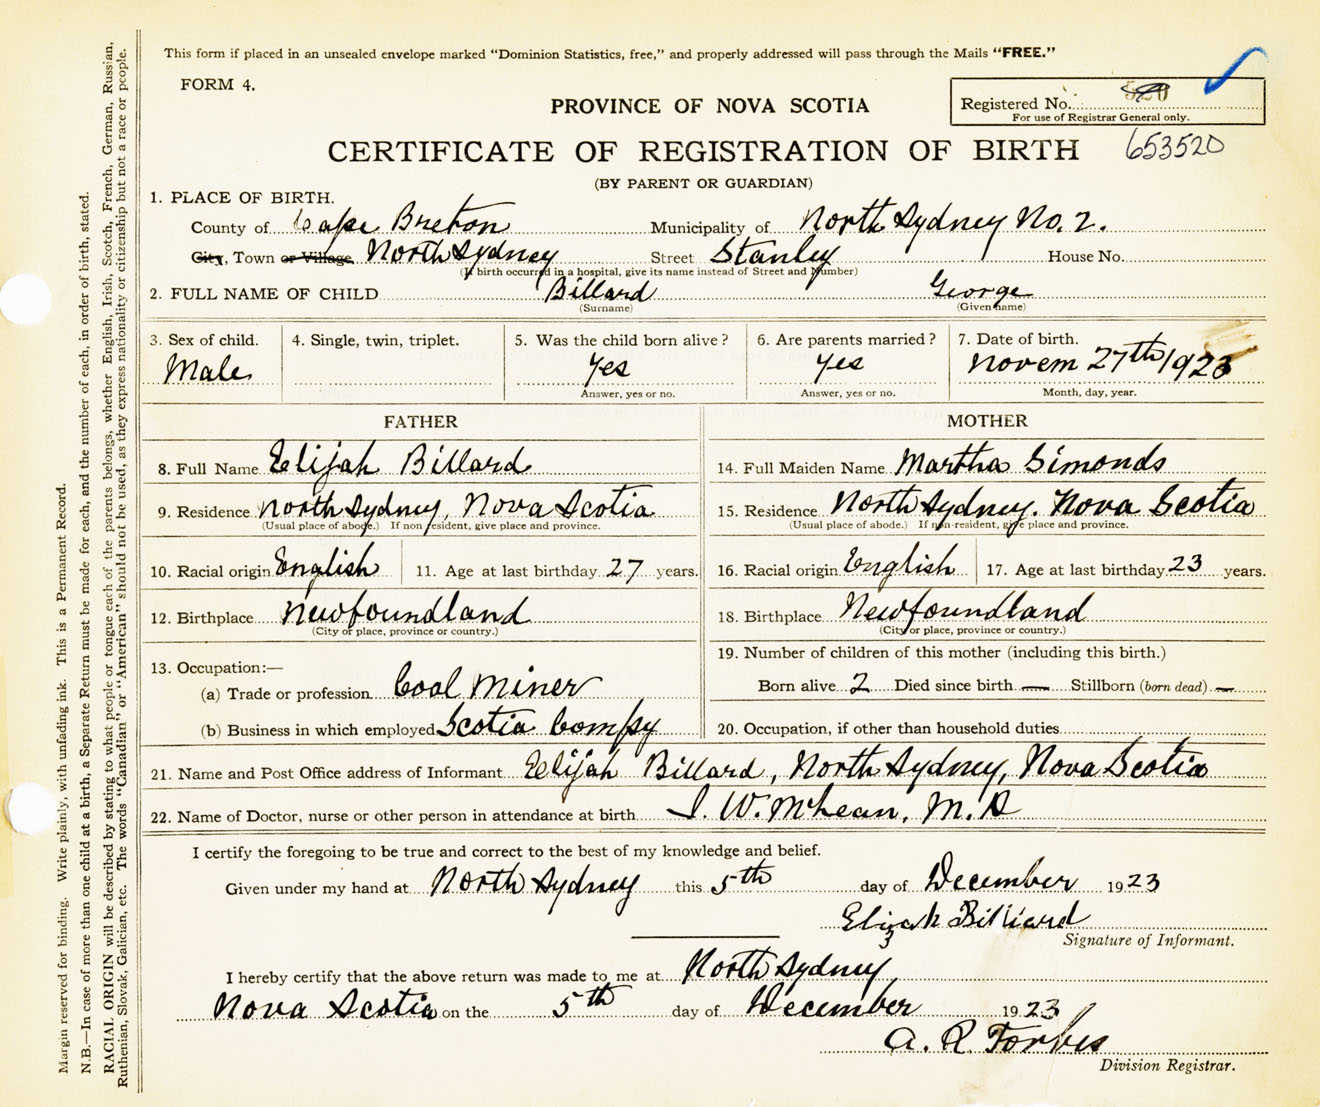 This form if placed in an unsealed envelope marked "Dominion Statistics, free," and properly addressed will pass through the Mails "FREE."
FORM 4.
PROVINCE OF NOVA SCOTIA
Registered No. 520
For use of Registrar General only.
CERTIFICATE OF REGISTRATION OF BIRTH
653520
(BY PARENT OR GUARDIAN)
1. PLACE OF BIRTH.
County of Cape Breton Municipality of North Sydney No. 2.
City, Town or Village North Sydney Street Stanley House No.
(If birth occurred in a hospital, give its name instead of Street and Number)
2. FULL NAME OF CHILD Billard George
(Surname) (Given name)
3. Sex of child. 4. Single, twin, triplet. 5. Was the child born alive? 6. Are parents married? 7. Date of birth.
Male Yes Yes Novem 27th 1923
Answer, yes or no. Answer, yes or no. Month, day, year.
FATHER
8. Full Name Elijah Billard
9. Residence North Sydney, Nova Scotia
(Usual place of abode.) If non resident, give place and province.
10. Racial origin English 11. Age at last birthday 27 years.
12. Birthplace Newfoundland
(City or place, province or country.)
13. Occupation:—
(a) Trade or profession Coal Miner
(b) Business in which employed Scotia Compy
MOTHER
14. Full Maiden Name Martha Simonds
15. Residence North Sydney. Nova Scotia
(Usual place of abode.) If non-resident, give place and province.
16. Racial origin English 17. Age at last birthday 23 years.
18. Birthplace Newfoundland
(City or place, province or country.)
19. Number of children of this mother (including this birth.)
Born alive 2 Died since birth — Stillborn (born dead) —
20. Occupation, if other than household duties
21. Name and Post Office address of Informant Elijah Billard, North Sydney, Nova Scotia
22. Name of Doctor, nurse or other person in attendance at birth J. W. McLean, M.D
I certify the foregoing to be true and correct to the best of my knowledge and belief.
Given under my hand at North Sydney this 5th day of December 1923
Billiard
Signature of Informant.
I hereby certify that the above return was made to me at North Sydney
Nova Scotia on the 5th day of December 1923
A. R. Forbes
Division Registrar.
Margin reserved for binding. Write plainly, with unfading ink. This is a Permanent Record.
N.B.—In case of more than one child at a birth, a Separate Return must be made for each, and the number of each, in order of birth, stated.
RACIAL ORIGIN will be described by stating to what people or tongue each of the parents belongs, whether English, Irish, Scotch, French, German, Russian,
Ruthenian, Slovak, Galician, etc. The words "Canadian" or "American" should not be used, as they express nationality or citizenship but not a race or people.